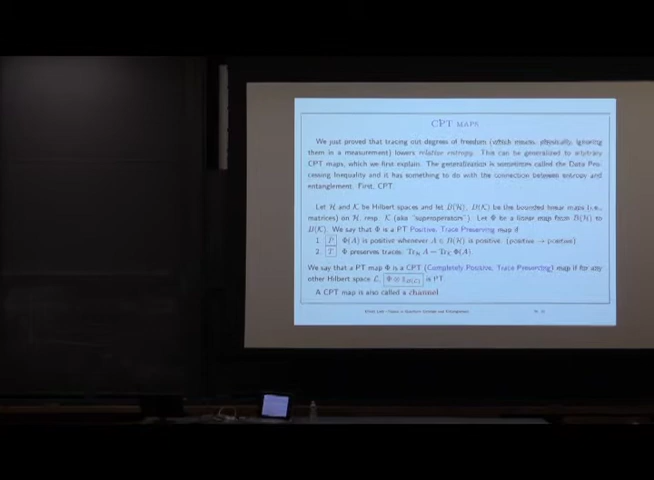 CPT MAPS
We just proved that tracing out degrees of freedom (which means, physically, ignoring
them in a measurement) lowers relative entropy. This can be generalized to arbitrary
CPT maps, which we first explain. The generalization is sometimes called the Data Pro-
cessing Inequality and it has something to do with the connection between entropy and
entanglement. First, CPT.
Let H and K be Hilbert spaces and let B(H), B(K) be the bounded linear maps (i.e.,
matrices) on H, resp. K (aka "superoperators"). Let Φ be a linear map from B(H) to
B(K). We say that Φ is a PT Positive, Trace Preserving map if
1. P Φ(A) is positive whenever A ∈ B(H) is positive. (positive → positive)
2. T Φ preserves traces: Tr_H A = Tr_K Φ(A).
We say that a PT map Φ is a CPT (Completely Positive, Trace Preserving) map if for any
other Hilbert space L, Φ ⊗ 1_B(L) is PT
A CPT map is also called a channel